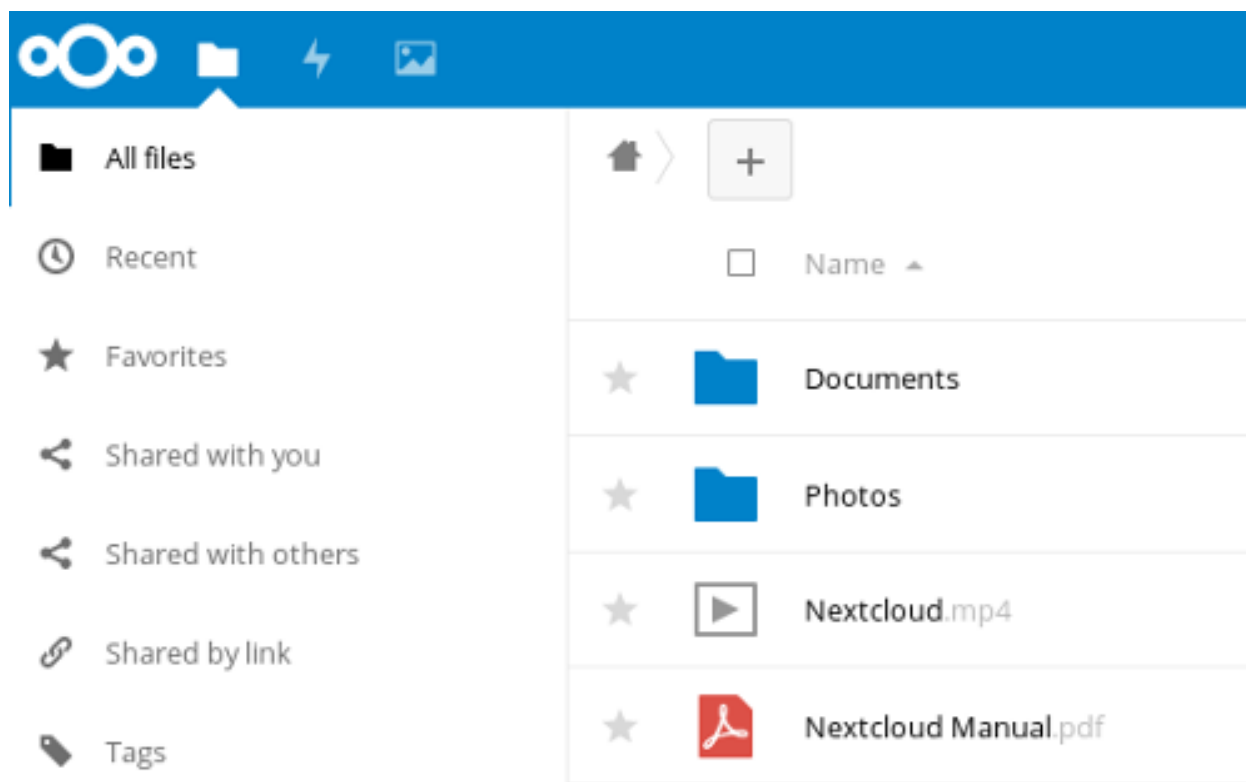 All files
Recent
Favorites
Shared with you
Shared with others
Shared by link
Tags
Name
Documents
Photos
Nextcloud.mp4
Nextcloud Manual.pdf